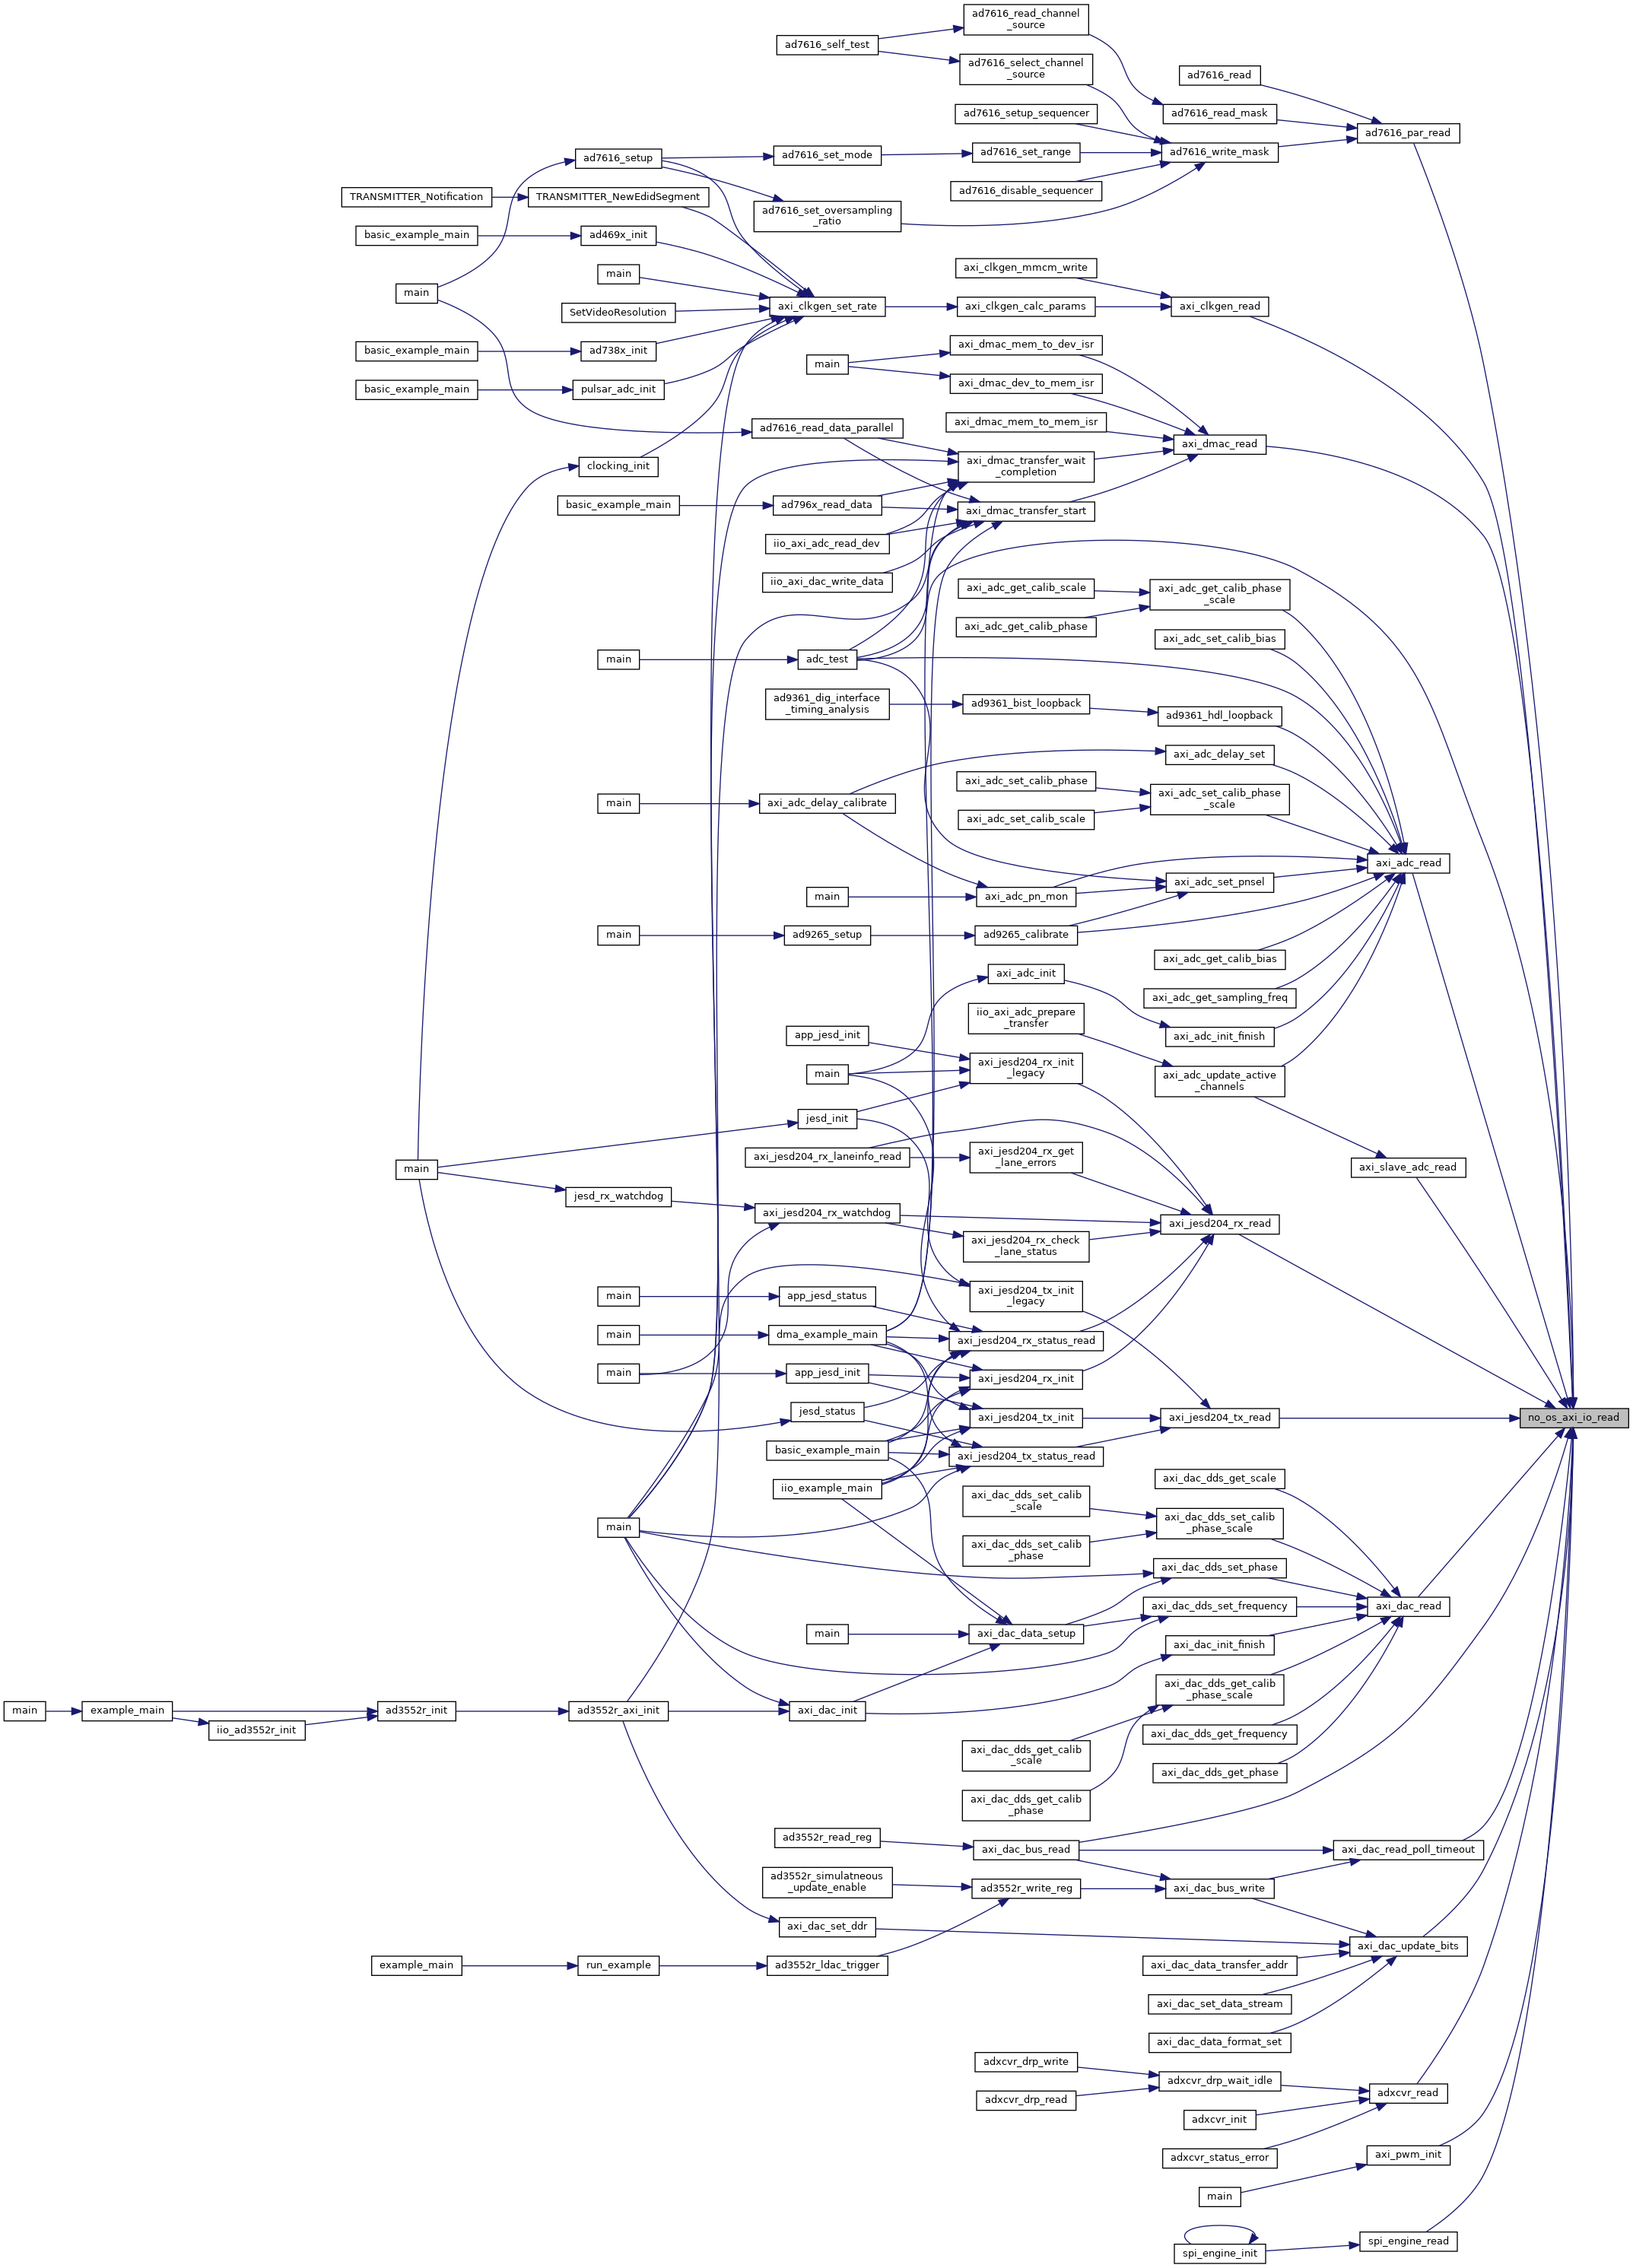 ad7616_read_channel
_source
ad7616_self_test
ad7616_select_channel
_source
ad7616_read
ad7616_setup_sequencer
ad7616_read_mask
ad7616_par_read
ad7616_setup
ad7616_set_mode
ad7616_set_range
ad7616_write_mask
ad7616_disable_sequencer
TRANSMITTER_Notification
TRANSMITTER_NewEdidSegment
ad7616_set_oversampling
_ratio
basic_example_main
ad469x_init
axi_clkgen_mmcm_write
main
main
SetVideoResolution
axi_clkgen_set_rate
axi_clkgen_calc_params
axi_clkgen_read
basic_example_main
ad738x_init
axi_dmac_mem_to_dev_isr
main
basic_example_main
pulsar_adc_init
axi_dmac_dev_to_mem_isr
axi_dmac_mem_to_mem_isr
ad7616_read_data_parallel
axi_dmac_read
clocking_init
axi_dmac_transfer_wait
_completion
basic_example_main
ad796x_read_data
axi_dmac_transfer_start
iio_axi_adc_read_dev
iio_axi_dac_write_data
axi_adc_get_calib_scale
axi_adc_get_calib_phase
_scale
axi_adc_get_calib_phase
axi_adc_set_calib_bias
main
adc_test
ad9361_dig_interface
_timing_analysis
ad9361_bist_loopback
ad9361_hdl_loopback
axi_adc_delay_set
axi_adc_set_calib_phase
axi_adc_set_calib_phase
_scale
main
axi_adc_delay_calibrate
axi_adc_set_calib_scale
axi_adc_read
axi_adc_set_pnsel
main
axi_adc_pn_mon
main
ad9265_setup
ad9265_calibrate
axi_adc_get_calib_bias
axi_adc_init
axi_adc_get_sampling_freq
iio_axi_adc_prepare
_transfer
app_jesd_init
axi_adc_init_finish
main
axi_jesd204_rx_init
_legacy
axi_adc_update_active
_channels
jesd_init
axi_jesd204_rx_laneinfo_read
axi_jesd204_rx_get
_lane_errors
main
axi_slave_adc_read
jesd_rx_watchdog
axi_jesd204_rx_watchdog
axi_jesd204_rx_read
axi_jesd204_rx_check
_lane_status
main
app_jesd_status
axi_jesd204_tx_init
_legacy
main
dma_example_main
axi_jesd204_rx_status_read
main
app_jesd_init
axi_jesd204_rx_init
jesd_status
axi_jesd204_tx_init
axi_jesd204_tx_read
no_os_axi_io_read
basic_example_main
axi_jesd204_tx_status_read
iio_example_main
axi_dac_dds_get_scale
axi_dac_dds_set_calib
_scale
main
axi_dac_dds_set_calib
_phase_scale
axi_dac_dds_set_calib
_phase
axi_dac_dds_set_phase
axi_dac_dds_set_frequency
axi_dac_read
main
axi_dac_data_setup
axi_dac_init_finish
axi_dac_dds_get_calib
_phase_scale
main
example_main
ad3552r_init
ad3552r_axi_init
axi_dac_init
iio_ad3552r_init
axi_dac_dds_get_frequency
axi_dac_dds_get_calib
_scale
axi_dac_dds_get_phase
axi_dac_dds_get_calib
_phase
ad3552r_read_reg
axi_dac_bus_read
axi_dac_read_poll_timeout
ad3552r_simulatneous
_update_enable
ad3552r_write_reg
axi_dac_bus_write
axi_dac_set_ddr
axi_dac_update_bits
example_main
run_example
ad3552r_ldac_trigger
axi_dac_data_transfer_addr
axi_dac_set_data_stream
axi_dac_data_format_set
adxcvr_drp_write
adxcvr_drp_wait_idle
adxcvr_drp_read
adxcvr_read
adxcvr_init
axi_pwm_init
adxcvr_status_error
main
spi_engine_read
spi_engine_init